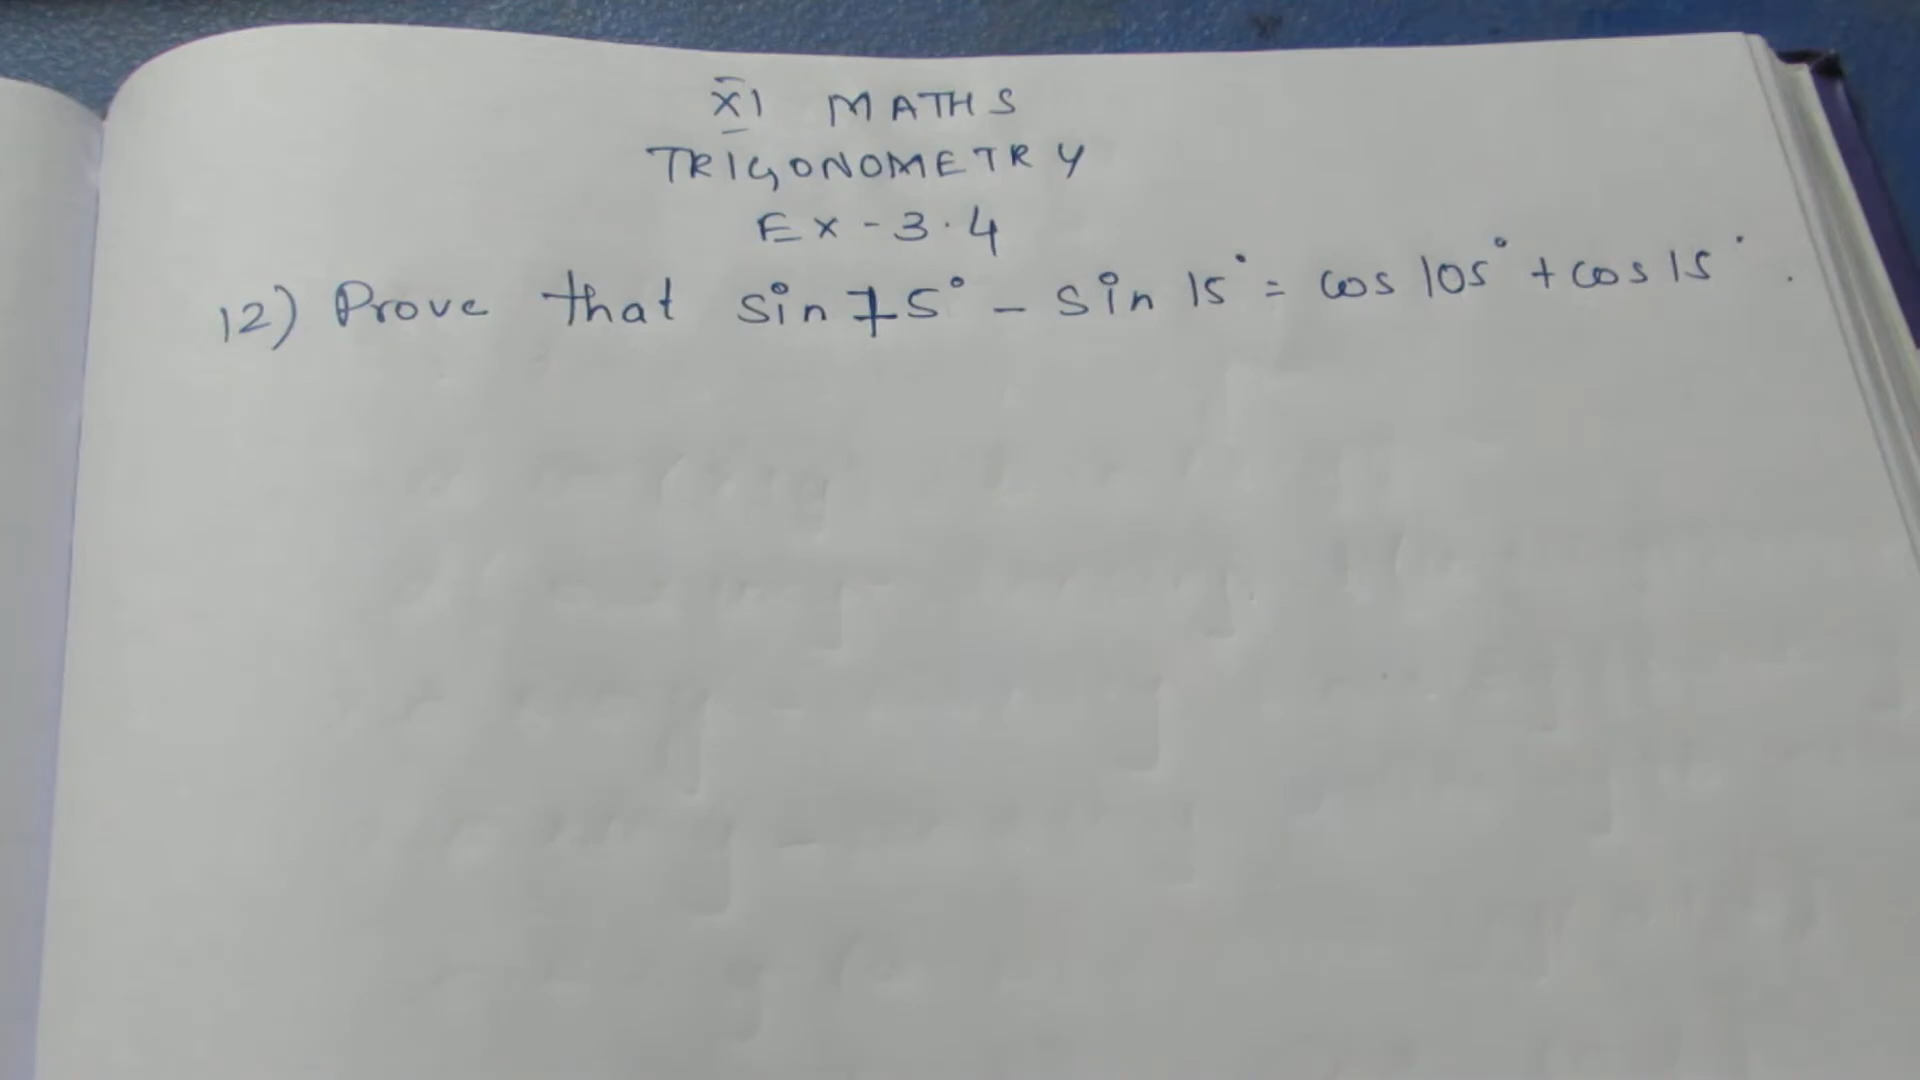 XI MATHS
TRIGONOMETRY
Ex - 3.4
12) Prove that sin 75° - sin 15° = cos 105° + cos 15°.